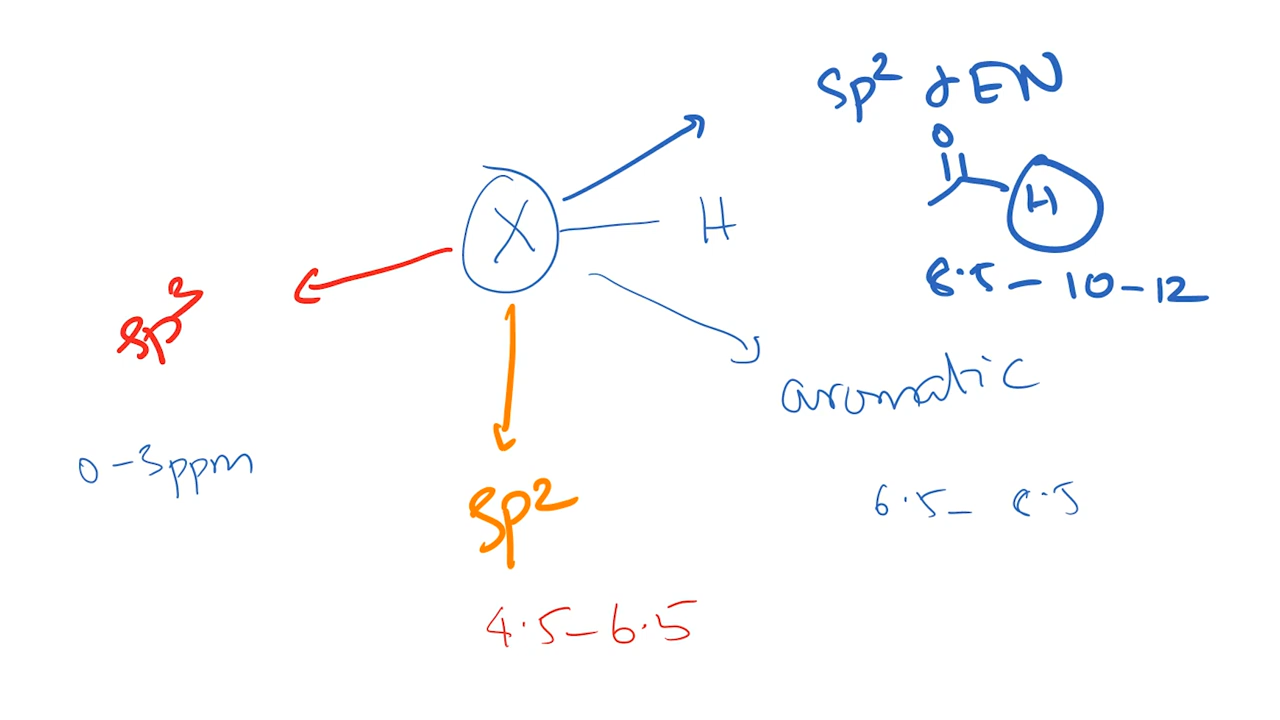 sp² & EN
O
X
H
H
8.5 - 10 - 12
sp³
aromatic
0-3ppm
sp2
6.5 - 8.5
4.5-6.5